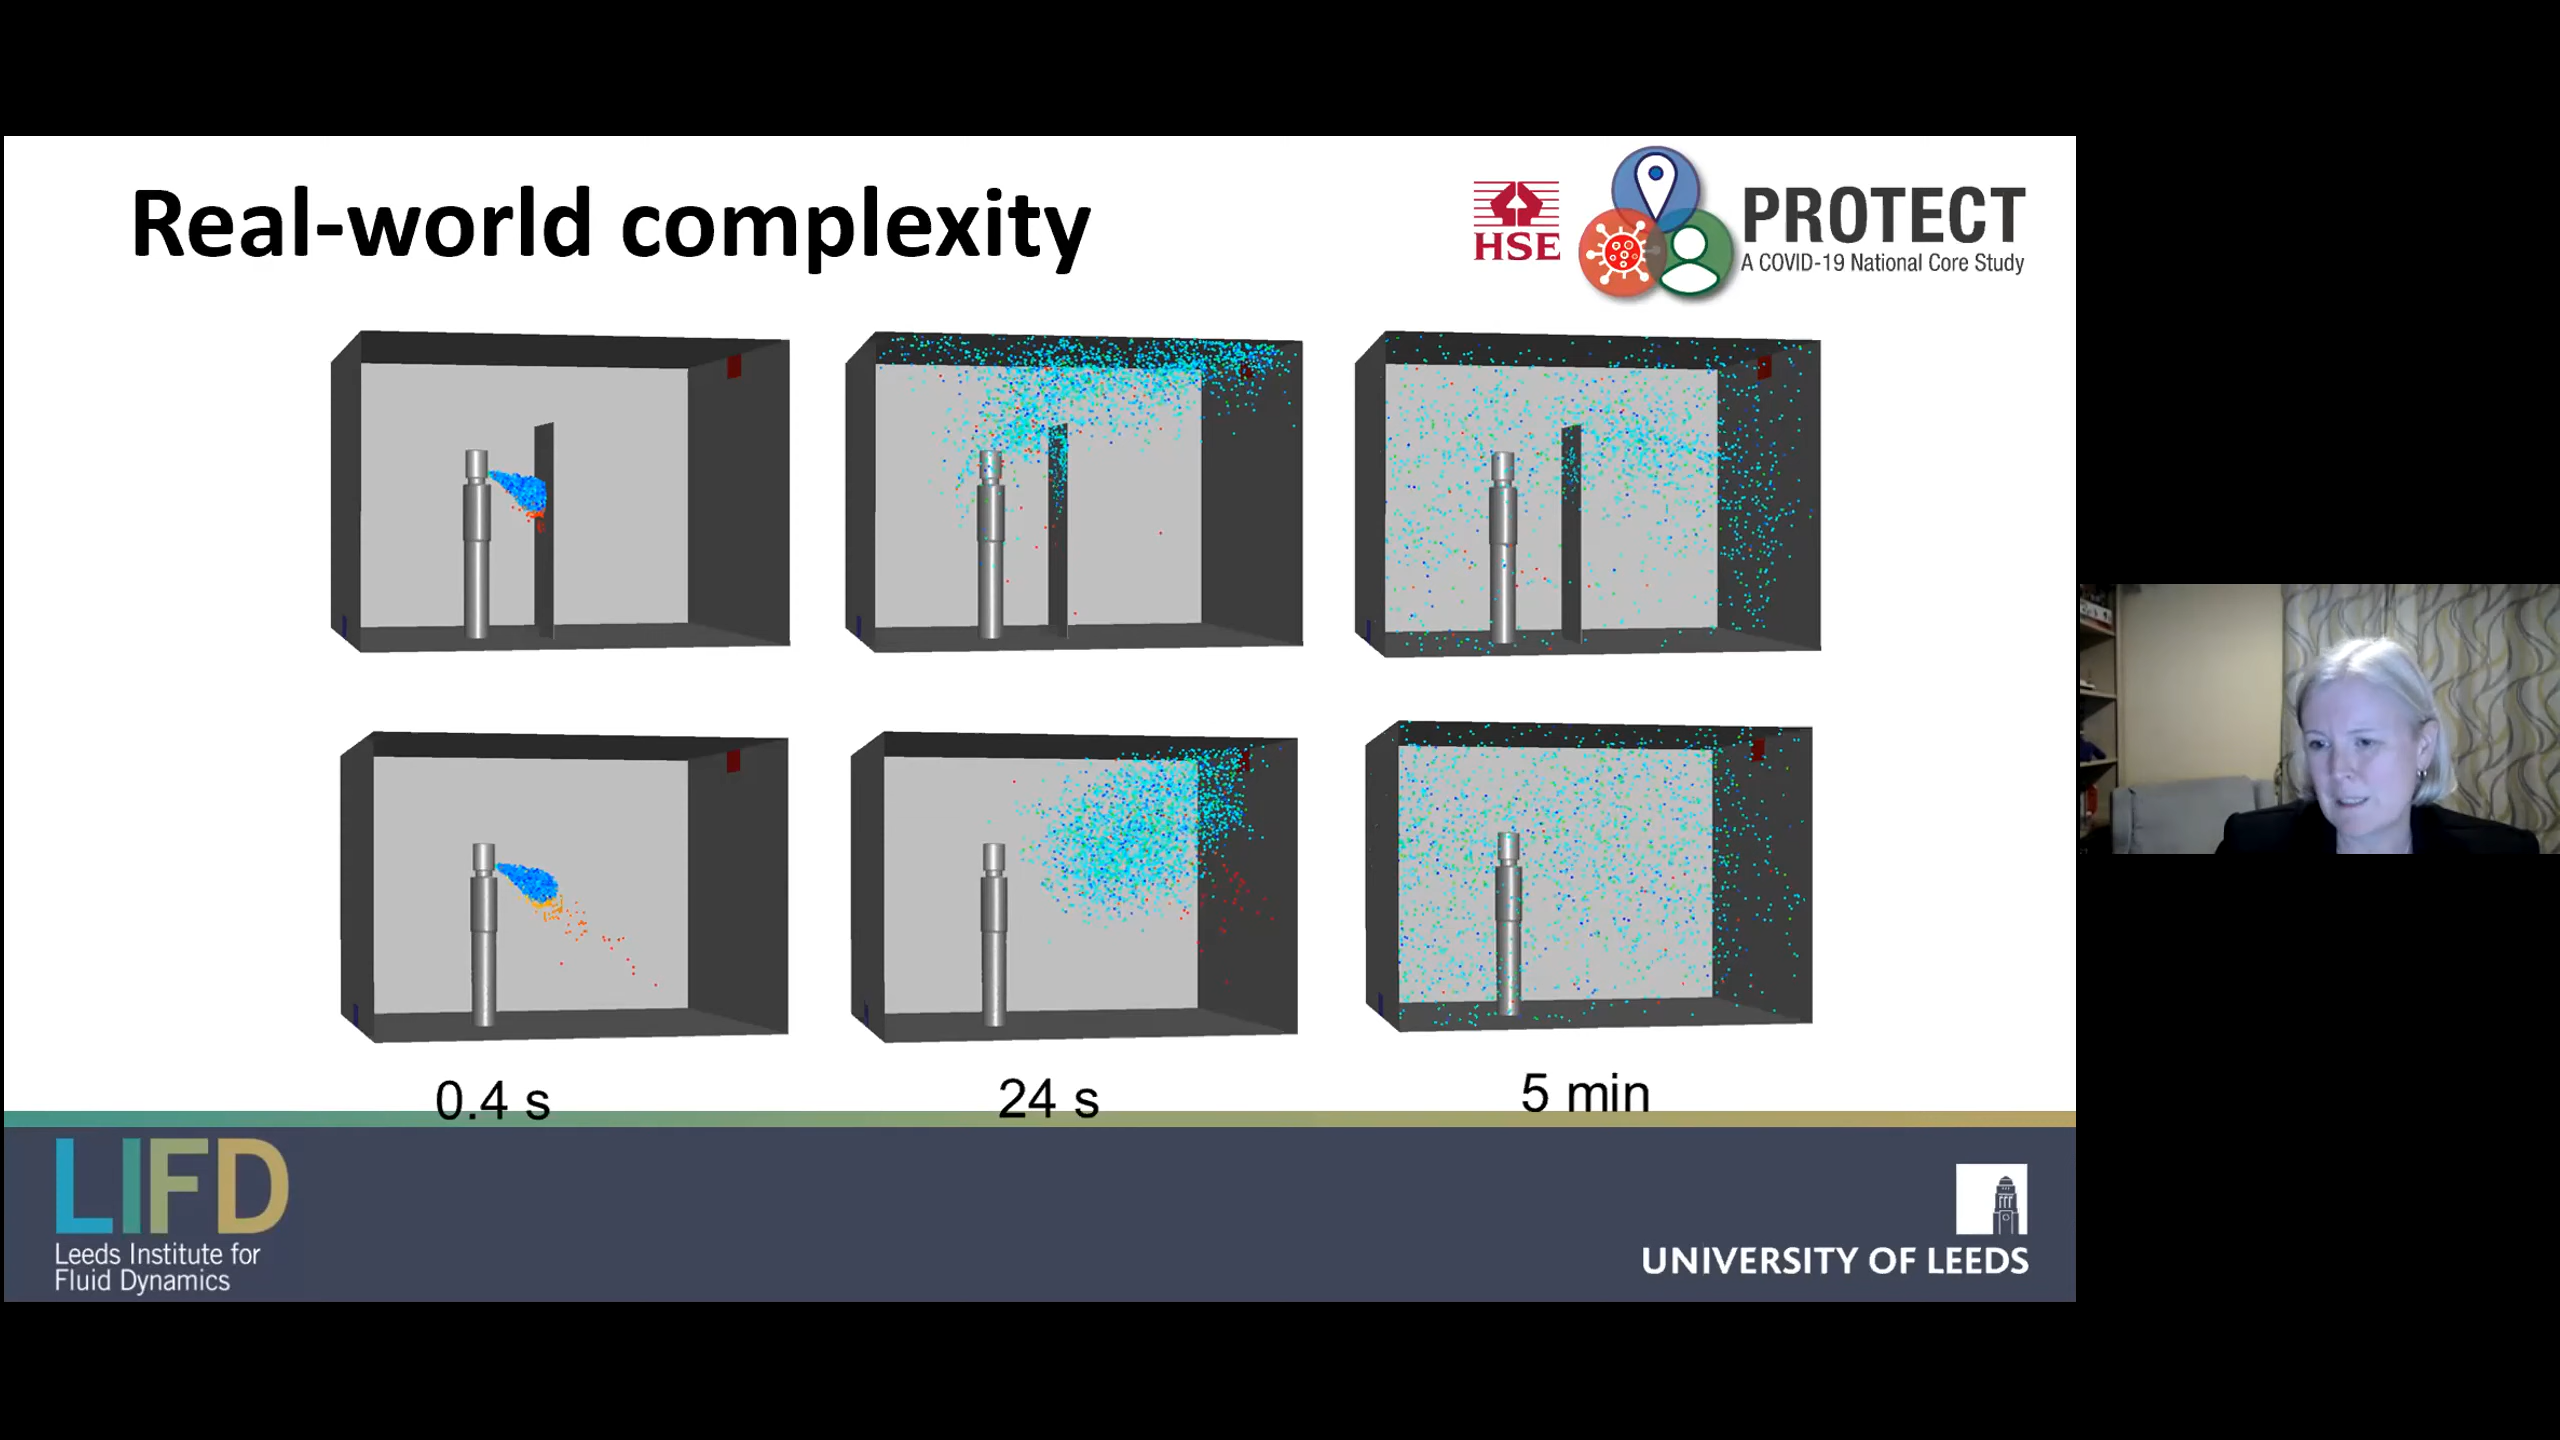 Real-world complexity
HSE
PROTECT
A COVID-19 National Core Study
0.4 s
24 s
5 min
LIFD
Leeds Institute for
Fluid Dynamics
UNIVERSITY OF LEEDS